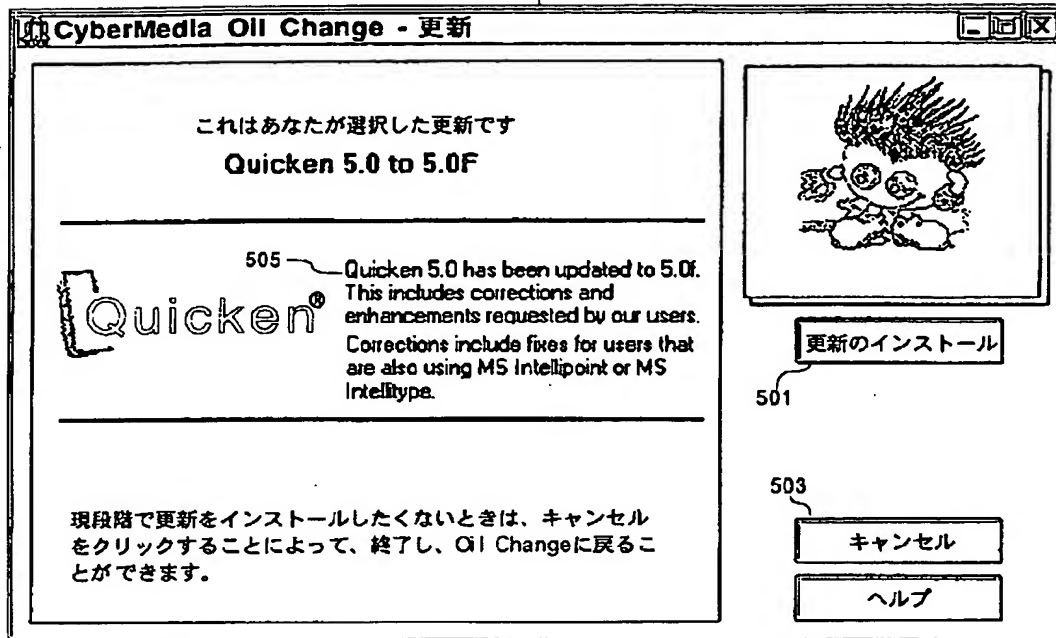 CyberMedia Oil Change - 更新
これはあなたが選択した更新です
Quicken 5.0 to 5.0F
505
Quicken®
Quicken 5.0 has been updated to 5.0f.
This includes corrections and
enhancements requested by our users.
Corrections include fixes for users that
are also using MS Intellipoint or MS
Intellitype.
現段階で更新をインストールしたくないときは、キャンセル
をクリックすることによって、終了し、Oil Changeに戻るこ
とができます。
更新のインストール
501
503
キャンセル
ヘルプ